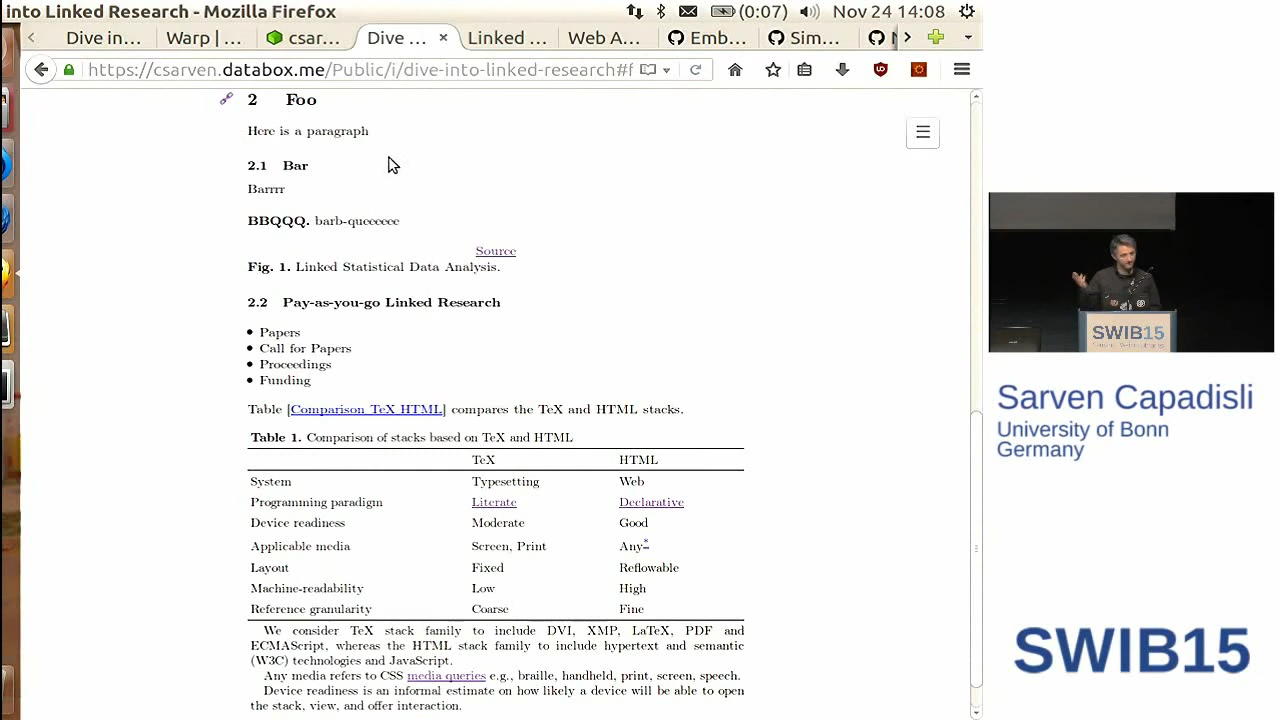 into Linked Research - Mozilla Firefox
(0:07)
Nov 24 14:08
Dive in...
Warp | ...
csar...
Dive ...
Linked ...
Web A...
Emb...
Sim...
https://csarven.databox.me/Public/i/dive-into-linked-research#f
2 Foo
Here is a paragraph
2.1 Bar
Barrrr
BBQQQ. barb-queeeeee
Source
Fig. 1. Linked Statistical Data Analysis.
2.2 Pay-as-you-go Linked Research
• Papers
• Call for Papers
• Proceedings
• Funding
Table [Comparison TeX HTML] compares the TeX and HTML stacks.
Table 1. Comparison of stacks based on TeX and HTML
TeX HTML
System Typesetting Web
Programming paradigm Literate Declarative
Device readiness Moderate Good
Applicable media Screen, Print Any*
Layout Fixed Reflowable
Machine-readability Low High
Reference granularity Coarse Fine
We consider TeX stack family to include DVI, XMP, LaTeX, PDF and
ECMAScript, whereas the HTML stack family to include hypertext and semantic
(W3C) technologies and JavaScript.
Any media refers to CSS media queries e.g., braille, handheld, print, screen, speech.
Device readiness is an informal estimate on how likely a device will be able to open
the stack, view, and offer interaction.
SWIB15
Sarven Capadisli
University of Bonn
Germany
SWIB15